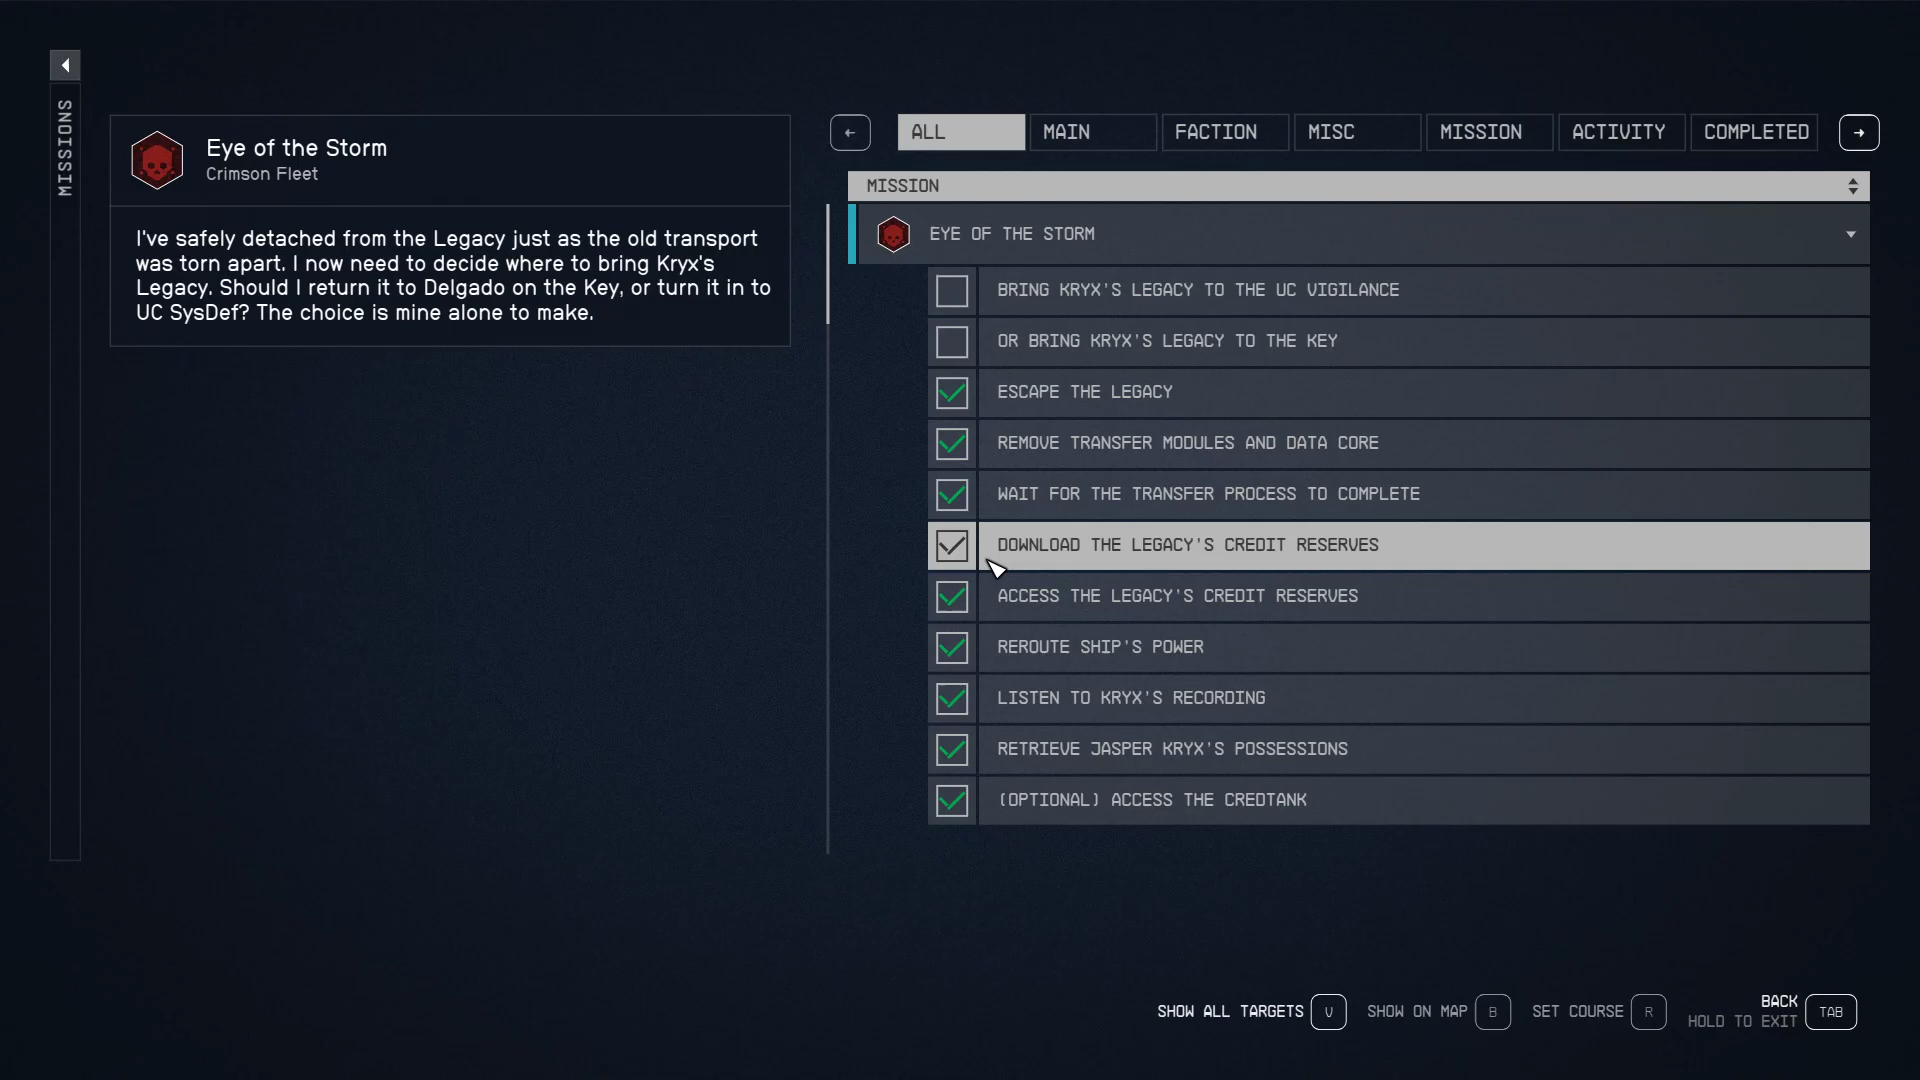 MISSIONS
Eye of the Storm
Crimson Fleet
I've safely detached from the Legacy just as the old transport
was torn apart. I now need to decide where to bring Kryx's
Legacy. Should I return it to Delgado on the Key, or turn it in to
UC SysDef? The choice is mine alone to make.
ALL MAIN FACTION MISC MISSION ACTIVITY COMPLETED
MISSION
EYE OF THE STORM
BRING KRYX'S LEGACY TO THE UC VIGILANCE
OR BRING KRYX'S LEGACY TO THE KEY
ESCAPE THE LEGACY
REMOVE TRANSFER MODULES AND DATA CORE
WAIT FOR THE TRANSFER PROCESS TO COMPLETE
DOWNLOAD THE LEGACY'S CREDIT RESERVES
ACCESS THE LEGACY'S CREDIT RESERVES
REROUTE SHIP'S POWER
LISTEN TO KRYX'S RECORDING
RETRIEVE JASPER KRYX'S POSSESSIONS
(OPTIONAL) ACCESS THE CREDTANK
SHOW ALL TARGETS V SHOW ON MAP B SET COURSE R BACK TAB
HOLD TO EXIT